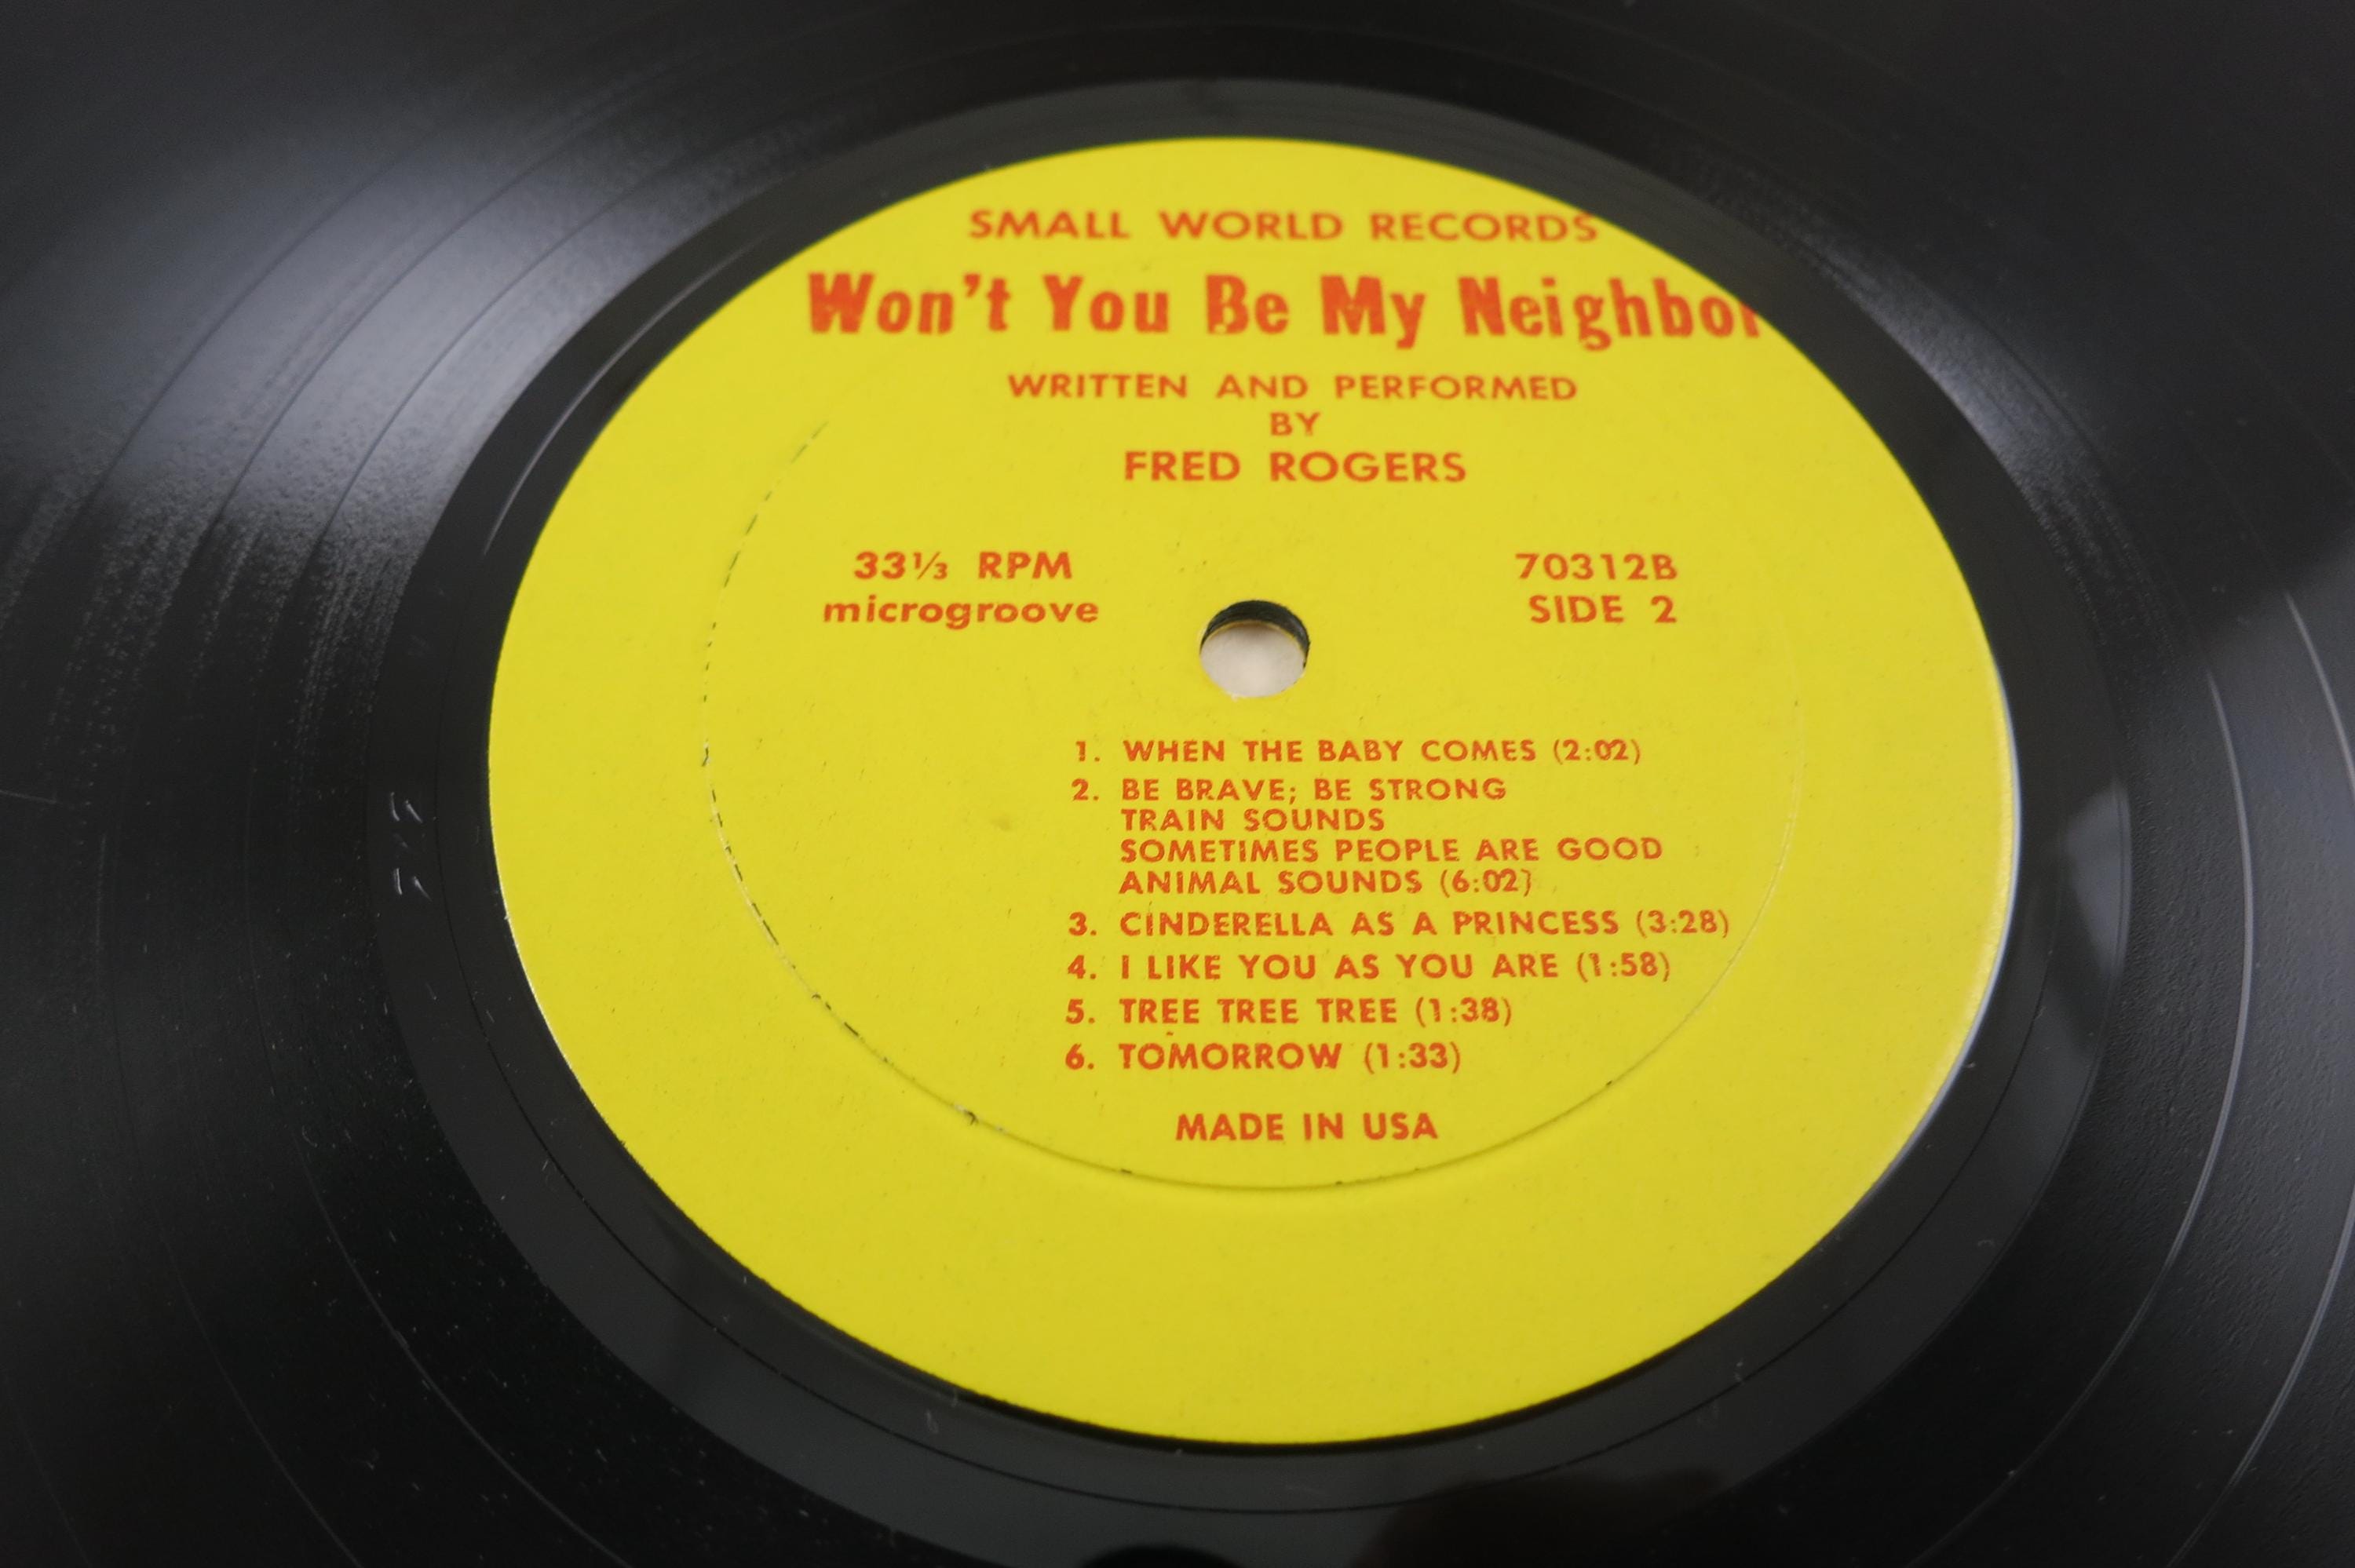 SMALL WORLD RECORDS
Won't You Be My Neighbor
WRITTEN AND PERFORMED
BY
FRED ROGERS
33⅓ RPM
microgroove
70312B
SIDE 2
1. WHEN THE BABY COMES (2:02)
2. BE BRAVE; BE STRONG
TRAIN SOUNDS
SOMETIMES PEOPLE ARE GOOD
ANIMAL SOUNDS (6:02)
3. CINDERELLA AS A PRINCESS (3:28)
4. I LIKE YOU AS YOU ARE (1:58)
5. TREE TREE TREE (1:38)
6. TOMORROW (1:33)
MADE IN USA